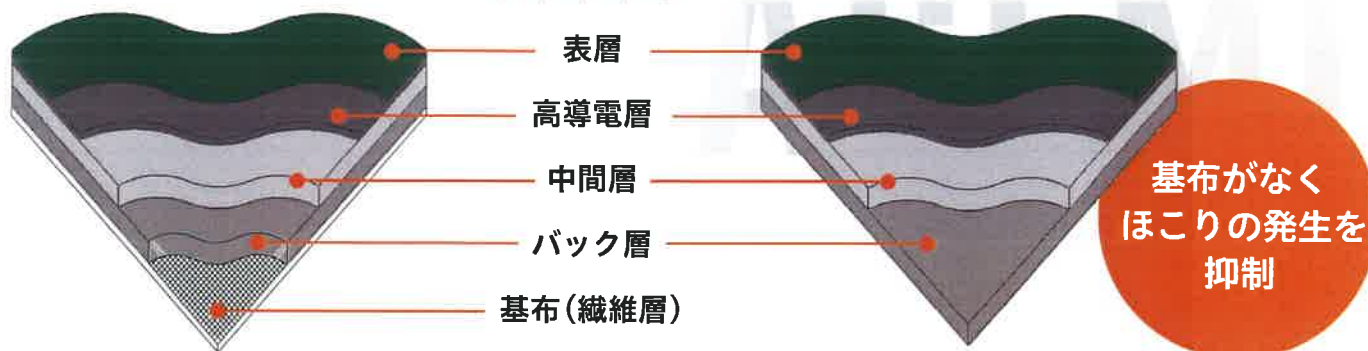 表層
高導電層
中間層
バック層
基布(繊維層)
基布がなく
ほこりの発生を
抑制